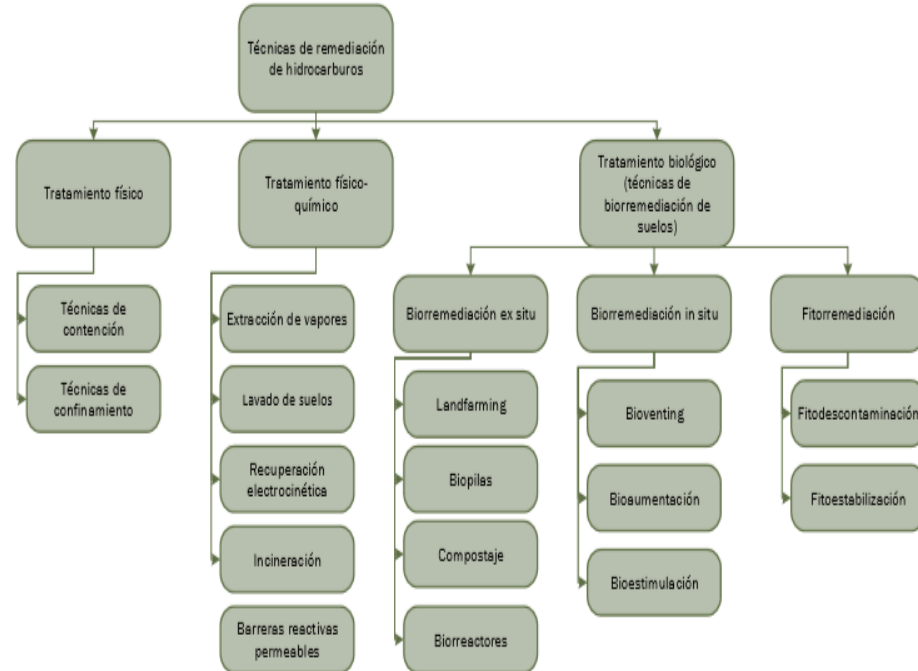 Técnicas de remediación
de hidrocarburos
Tratamiento físico
Tratamiento físico-
químico
Tratamiento biológico
(técnicas de
biorremediación de
suelos)
Técnicas de
contención
Técnicas de
confinamiento
Extracción de vapores
Lavado de suelos
Recuperación
electrocinética
Incineración
Barreras reactivas
permeables
Biorremediación ex situ
Landfarming
Biopilas
Compostaje
Biorreactores
Biorremediación in situ
Bioventing
Bioaumentación
Bioestimulación
Fitorremediación
Fitodescontaminación
Fitoestabilización